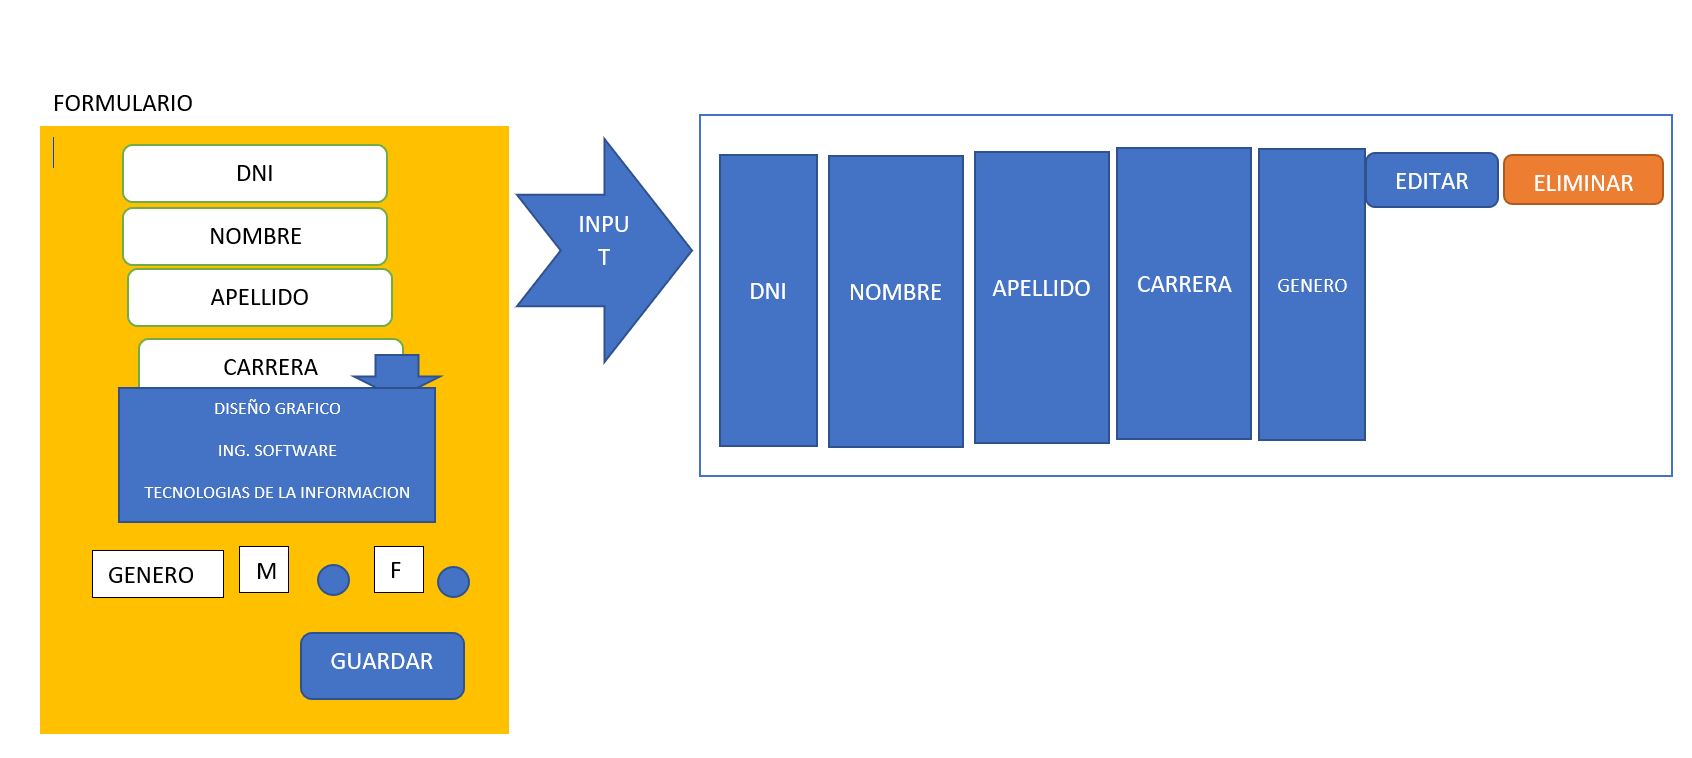 FORMULARIO
DNI
NOMBRE
APELLIDO
CARRERA
DISEÑO GRAFICO
ING. SOFTWARE
TECNOLOGIAS DE LA INFORMACION
GENERO
M
F
GUARDAR
INPU
T
DNI
NOMBRE
APELLIDO
CARRERA
GENERO
EDITAR
ELIMINAR